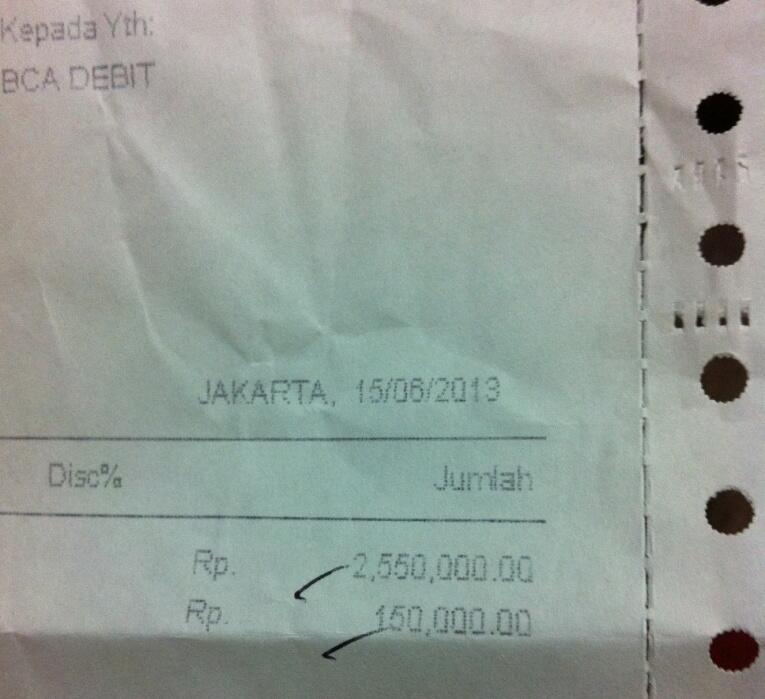 Kepada Yth:
BCA DEBIT
JAKARTA, 15/06/2013
Disc% Jumlah
Rp. 2,550,000.00
Rp. 150,000.00